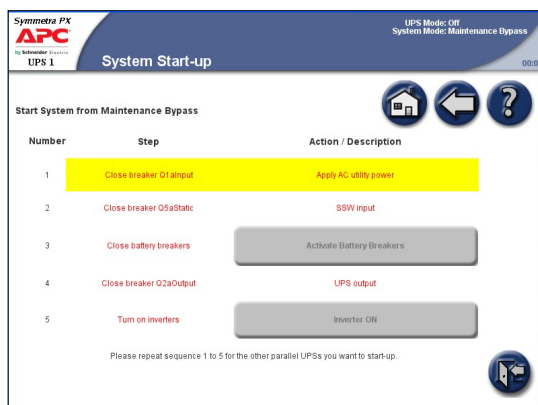 Symmetra PX
APC
by Schneider Electric
UPS 1
System Start-up
UPS Mode: Off
System Mode: Maintenance Bypass
00:0
Start System from Maintenance Bypass
Number Step Action / Description
1 Close breaker Q1aInput Apply AC utility power
2 Close breaker Q5aStatic SSW input
3 Close battery breakers Activate Battery Breakers
4 Close breaker Q2aOutput UPS output
5 Turn on inverters Inverter ON
Please repeat sequence 1 to 5 for the other parallel UPSs you want to start-up.